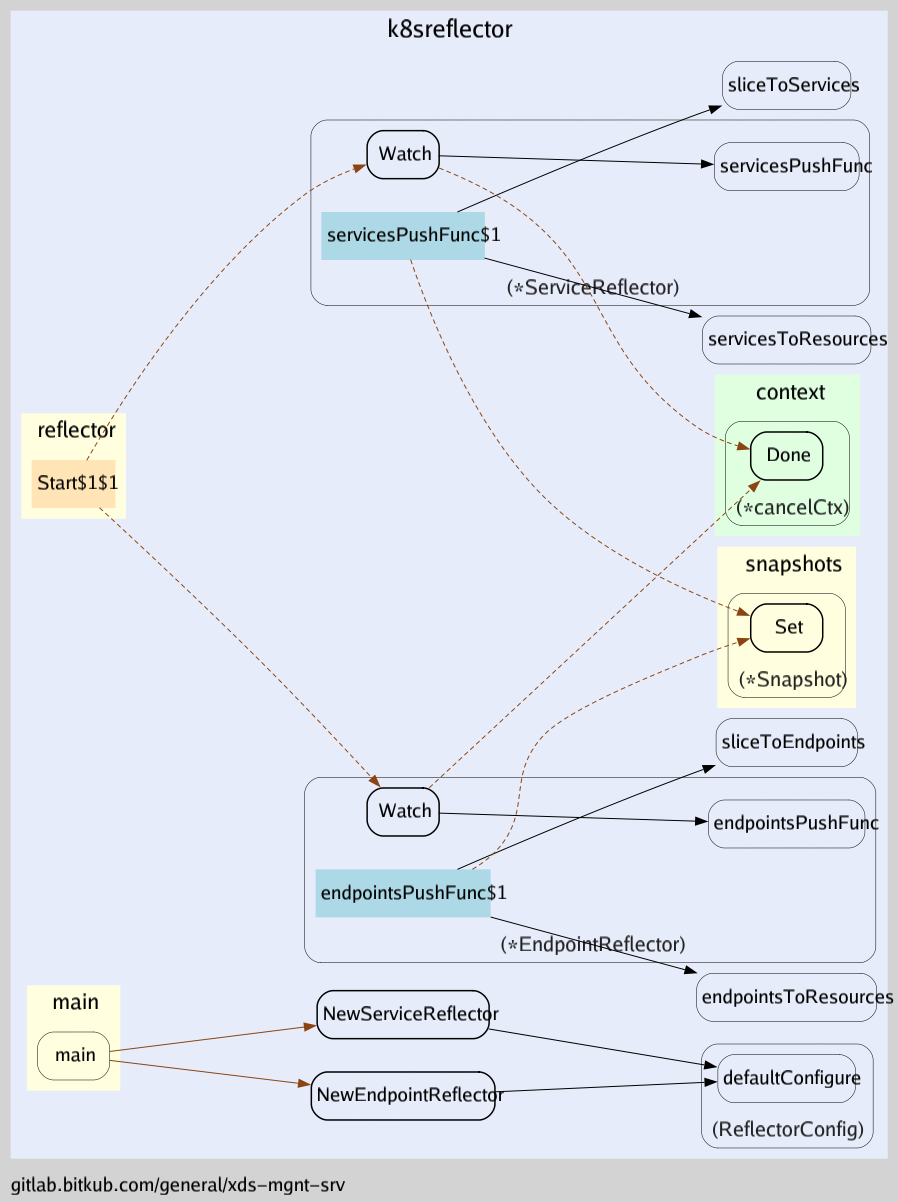 k8sreflector
sliceToServices
Watch
servicesPushFunc
servicesPushFunc$1
(*ServiceReflector)
servicesToResources
context
reflector
Done
Start$1$1
(*cancelCtx)
snapshots
Set
(*Snapshot)
sliceToEndpoints
Watch
endpointsPushFunc
endpointsPushFunc$1
(*EndpointReflector)
endpointsToResources
main
NewServiceReflector
main
defaultConfigure
NewEndpointReflector
(ReflectorConfig)
gitlab.bitkub.com/general/xds-mgnt-srv